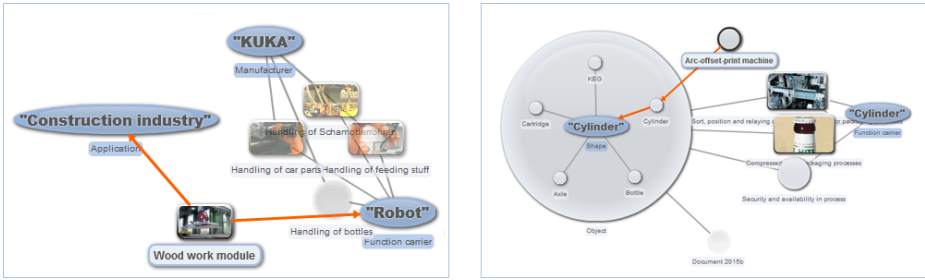 "KUKA"
Manufacturer
"Construction industry"
Application
Handling of Schamotterrohren
Handling of car parts
Handling of feeding stuff
Handling of bottles
"Robot"
Function carrier
Wood work module
Arc-offset-print machine
KEG
Cartridge
Cylinder
"Cylinder"
Shape
Axle
Bottle
Object
Sort, position and relaying
"Cylinder"
Function carrier
Compressed
packaging processes
Security and availability in process
Document 2015b